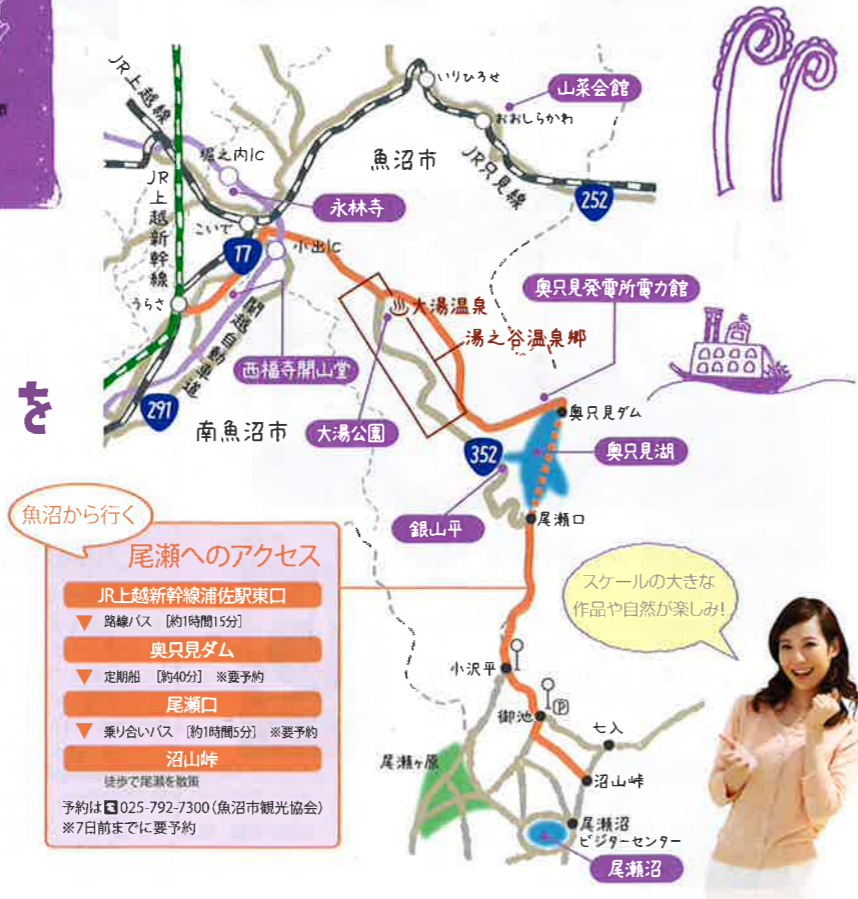 市
JR上越線
いりひろせ
山菜会館
おおしらかわ
堀之内IC
魚沼市
JR只見線
JR上越新幹線
永林寺
252
こいで
17
小出IC
うらさ
関越自動車道
奥只見発電所電力館
大湯温泉
湯之谷温泉郷
西福寺開山堂
を
291
南魚沼市
大湯公園
奥只見ダム
352
奥只見湖
銀山平
尾瀬口
魚沼から行く
尾瀬へのアクセス
JR上越新幹線浦佐駅東口
▼ 路線バス [約1時間15分]
奥只見ダム
▼ 定期船 [約40分] ※要予約
尾瀬口
▼ 乗り合いバス [約1時間5分] ※要予約
沼山峠
徒歩で尾瀬を散策
予約は 025-792-7300(魚沼市観光協会)
※7日前までに要予約
スケールの大きな
作品や自然が楽しみ!
小沢平
御池
P
七入
尾瀬ヶ原
沼山峠
尾瀬沼
ビジターセンター
尾瀬沼